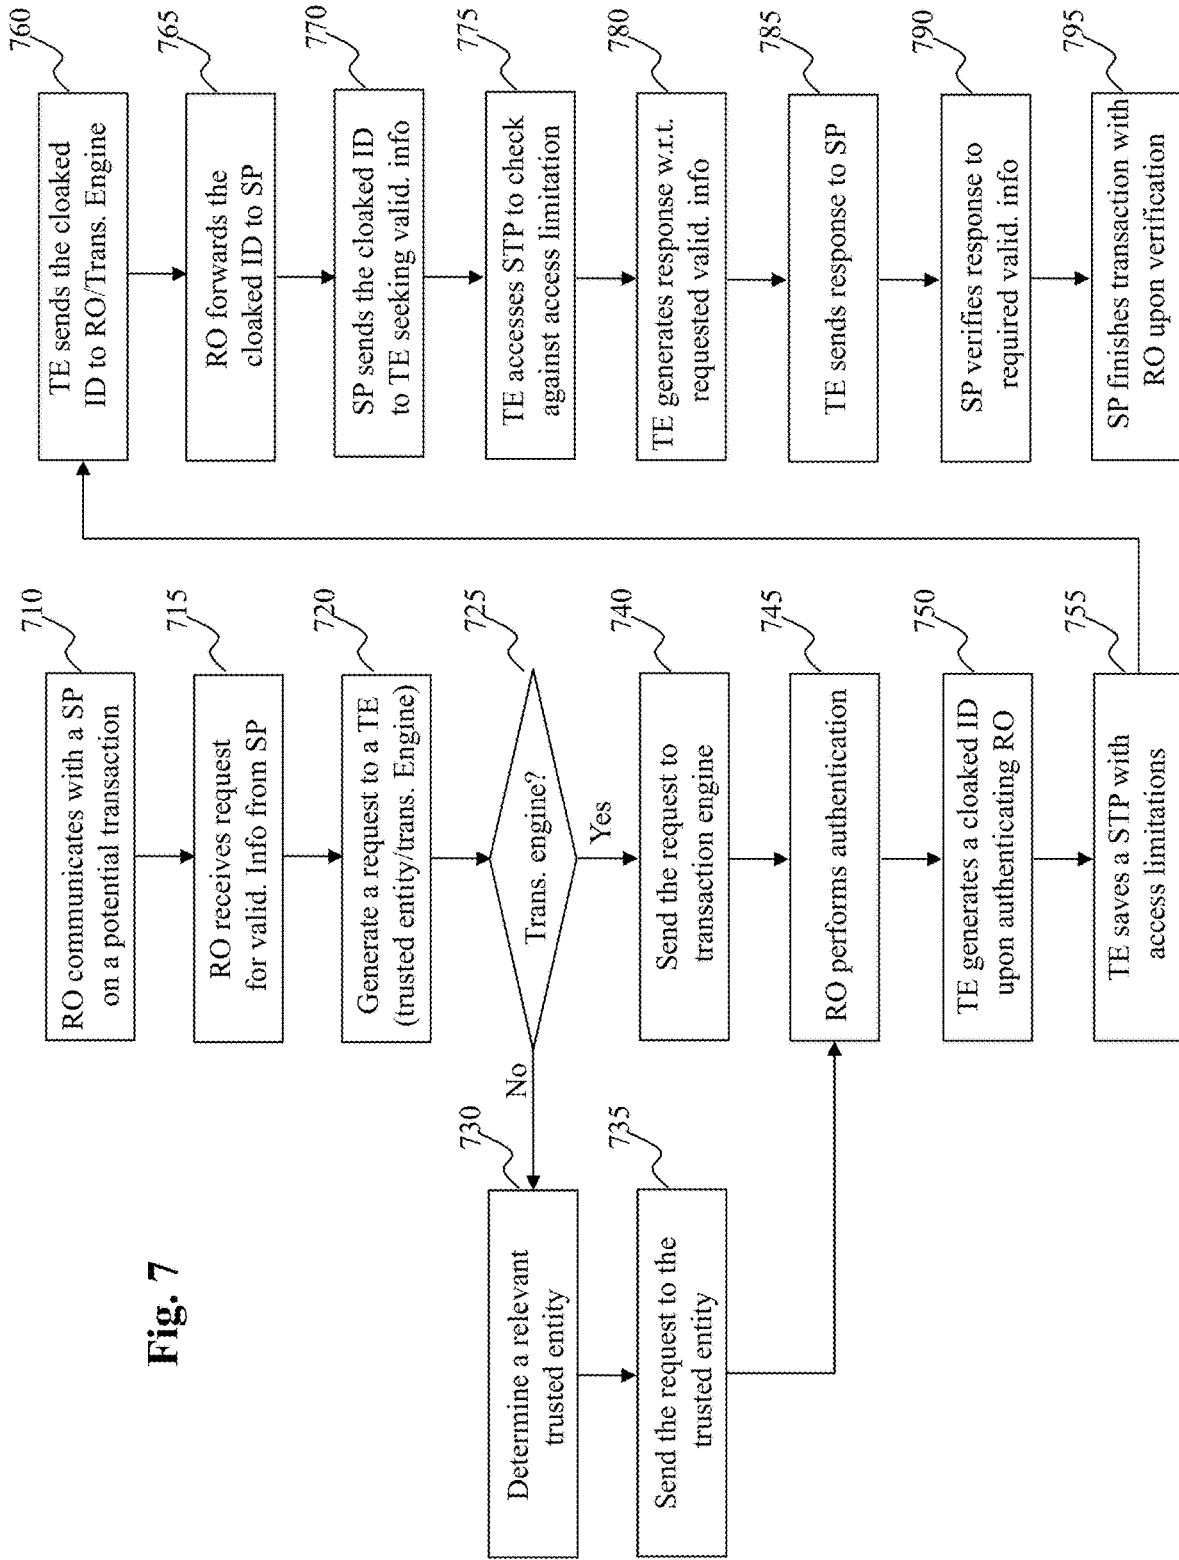 Fig. 7
710
RO communicates with a SP
on a potential transaction
715
RO receives request
for valid. Info from SP
720
Generate a request to a TE
(trusted entity/trans. Engine)
725
Trans. engine?
No
Yes
730
Determine a relevant
trusted entity
735
Send the request to the
trusted entity
740
Send the request to
transaction engine
745
RO performs authentication
750
TE generates a cloaked ID
upon authenticating RO
755
TE saves a STP with
access limitations
760
TE sends the cloaked
ID to RO/Trans. Engine
765
RO forwards the
cloaked ID to SP
770
SP sends the cloaked ID
to TE seeking valid. info
775
TE accesses STP to check
against access limitation
780
TE generates response w.r.t.
requested valid. info
785
TE sends response to SP
790
SP verifies response to
required valid. info
795
SP finishes transaction with
RO upon verification